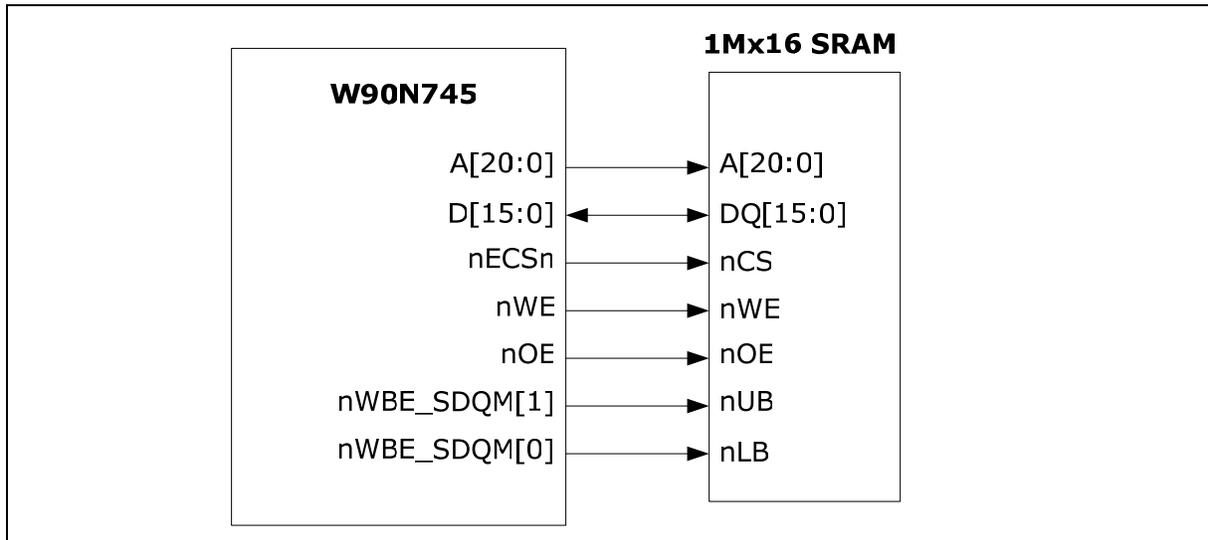 1Mx16 SRAM
W90N745
A[20:0] A[20:0]
D[15:0] DQ[15:0]
nECSn nCS
nWE nWE
nOE nOE
nWBE_SDQM[1] nUB
nWBE_SDQM[0] nLB